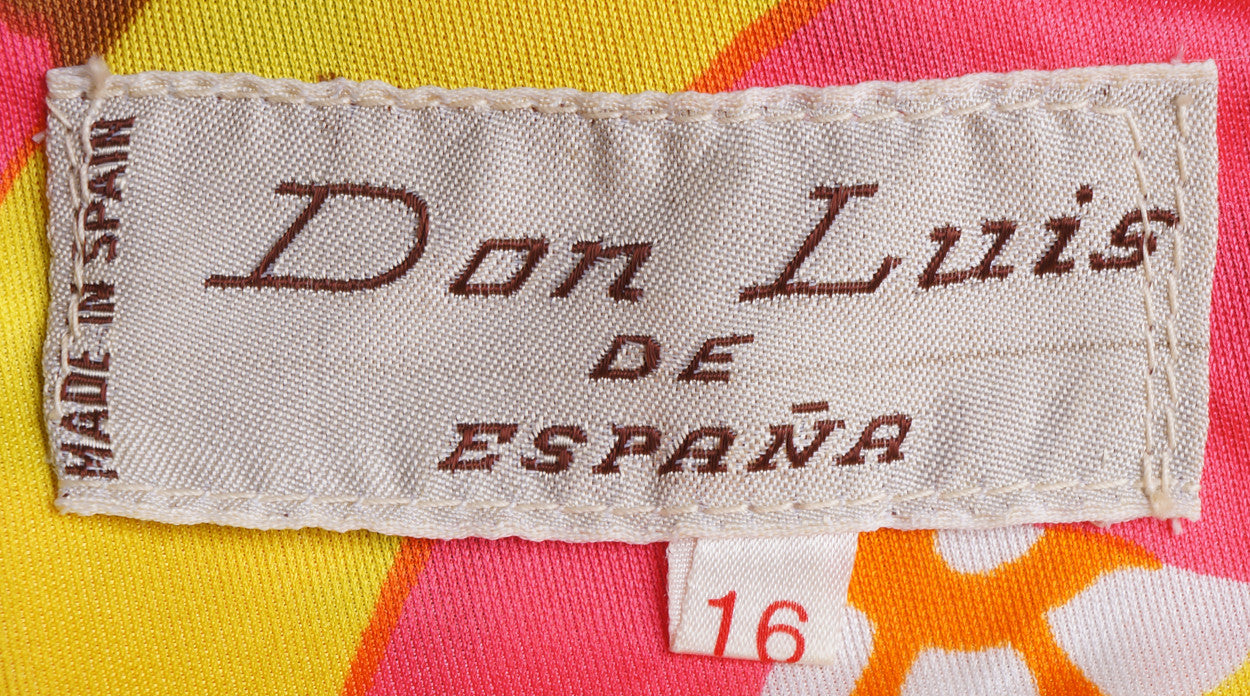 MADE IN SPAIN
Don Luis
DE
ESPAÑA
16